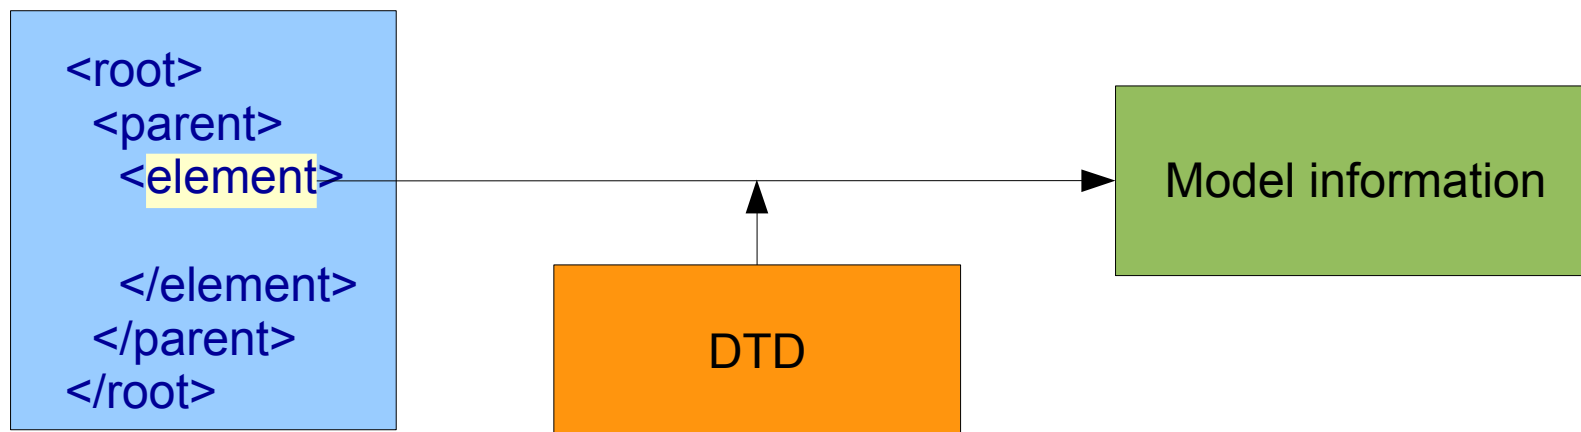 <root>
<parent>
<element>
</element>
</parent>
</root>
DTD
Model information